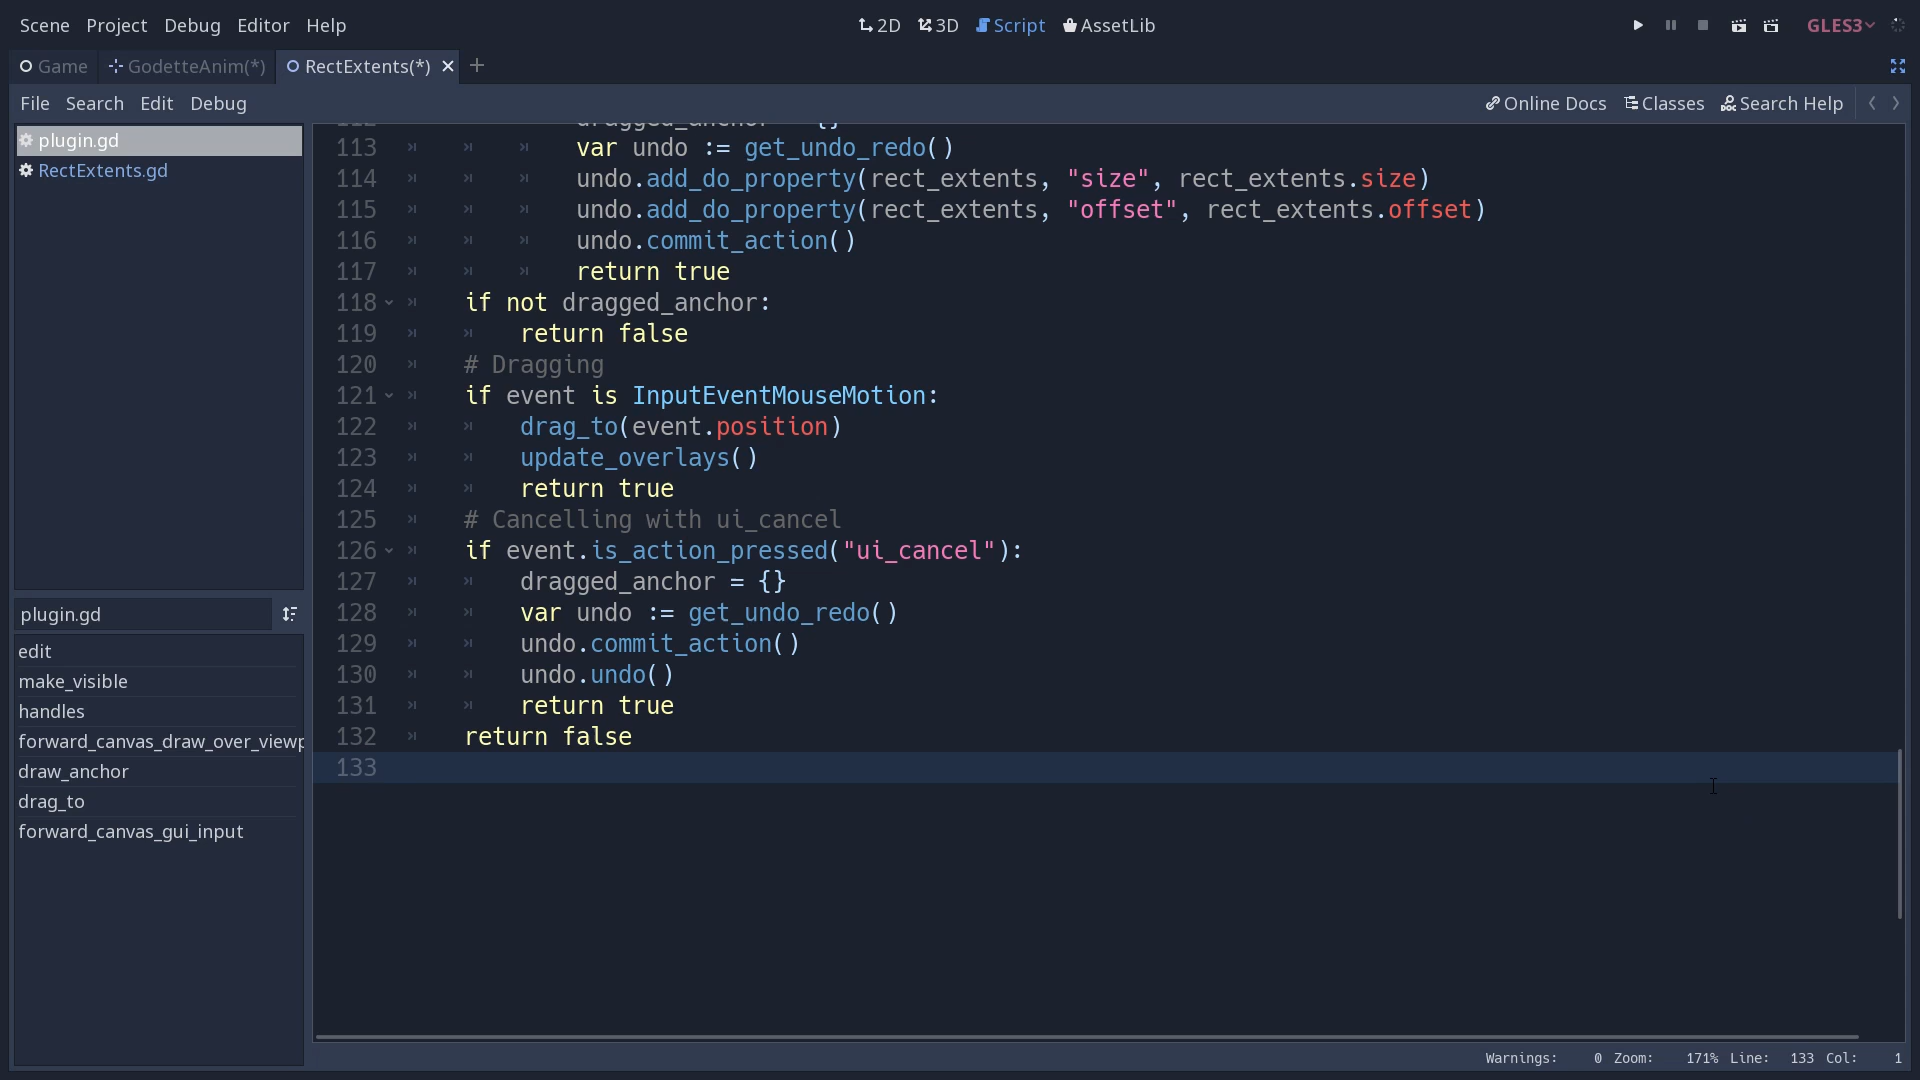 Scene Project Debug Editor Help 2D 3D Script AssetLib GLES3
Game GodetteAnim(*) RectExtents(*)
File Search Edit Debug Online Docs Classes Search Help
plugin.gd
RectExtents.gd
plugin.gd
edit
make_visible
handles
forward_canvas_draw_over_viewp
draw_anchor
drag_to
forward_canvas_gui_input
112 dragged_anchor = {}
113 var undo := get_undo_redo()
114 undo.add_do_property(rect_extents, "size", rect_extents.size)
115 undo.add_do_property(rect_extents, "offset", rect_extents.offset)
116 undo.commit_action()
117 return true
118 if not dragged_anchor:
119 return false
120 # Dragging
121 if event is InputEventMouseMotion:
122 drag_to(event.position)
123 update_overlays()
124 return true
125 # Cancelling with ui_cancel
126 if event.is_action_pressed("ui_cancel"):
127 dragged_anchor = {}
128 var undo := get_undo_redo()
129 undo.commit_action()
130 undo.undo()
131 return true
132 return false
133
Warnings: 0 Zoom: 171% Line: 133 Col: 1